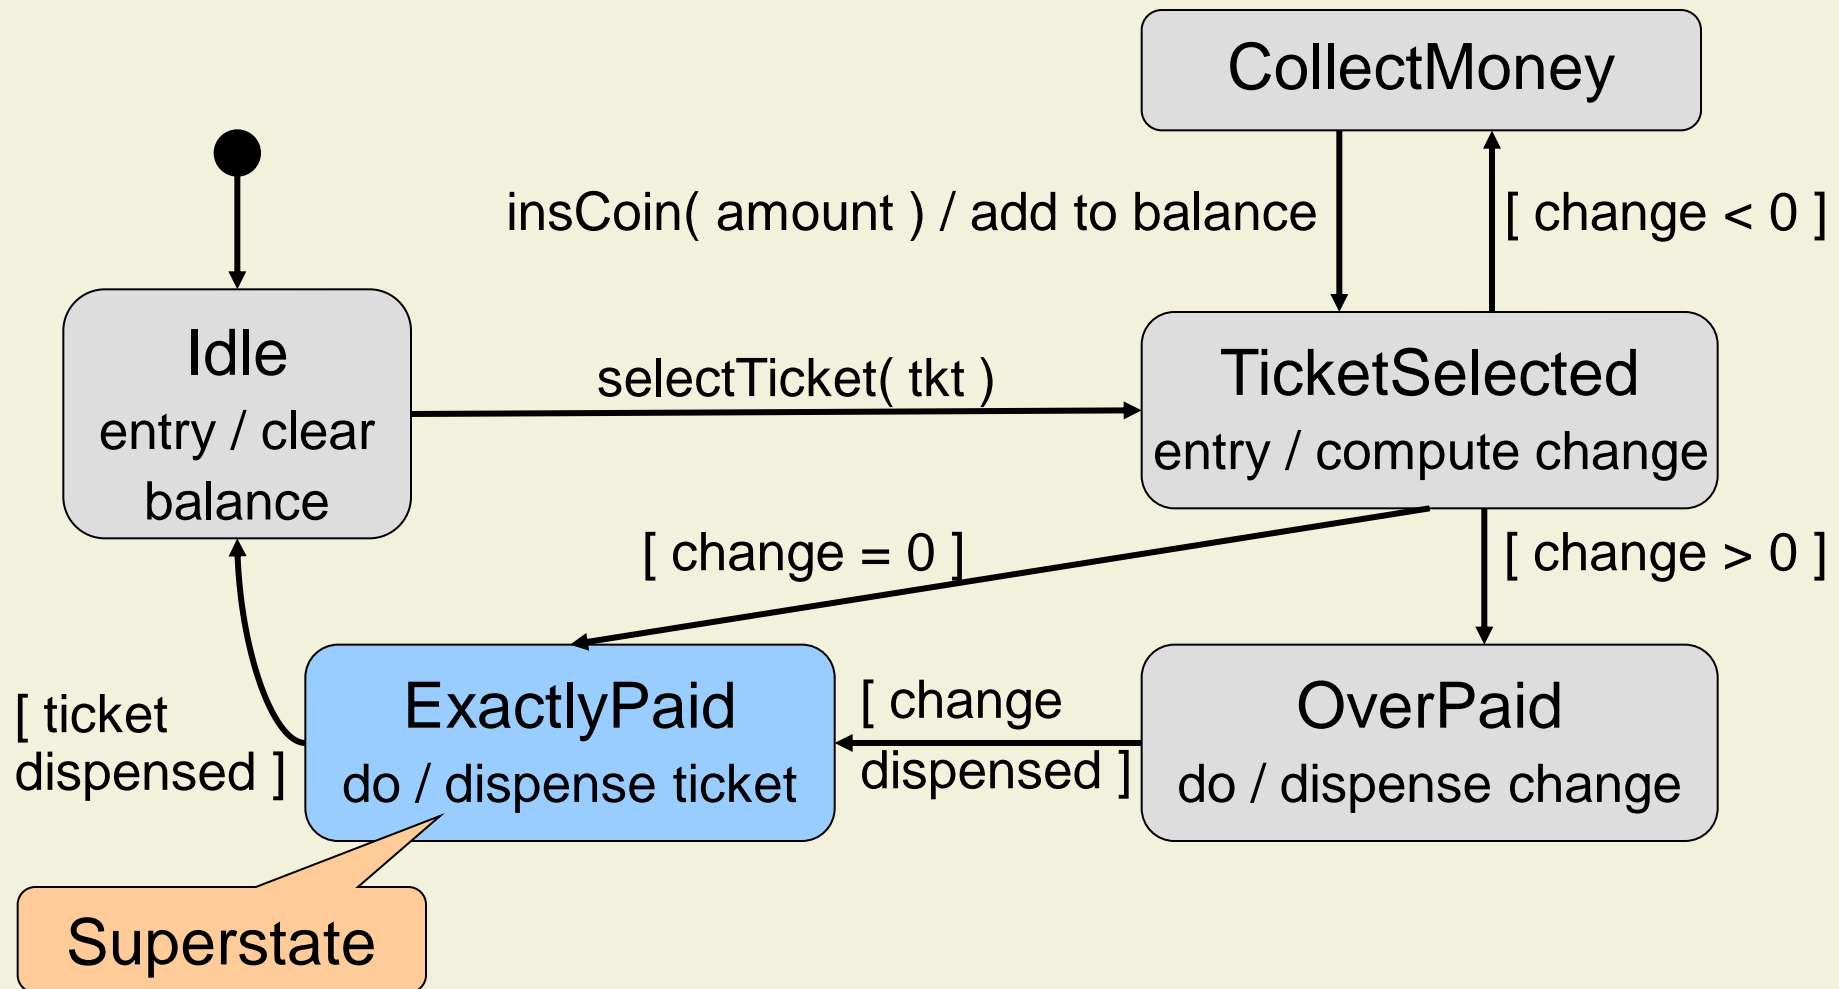 CollectMoney
insCoin( amount ) / add to balance
[ change < 0 ]
Idle
entry / clear
balance
selectTicket( tkt )
TicketSelected
entry / compute change
[ change = 0 ]
[ change > 0 ]
[ ticket
dispensed ]
ExactlyPaid
do / dispense ticket
[ change
dispensed ]
OverPaid
do / dispense change
Superstate